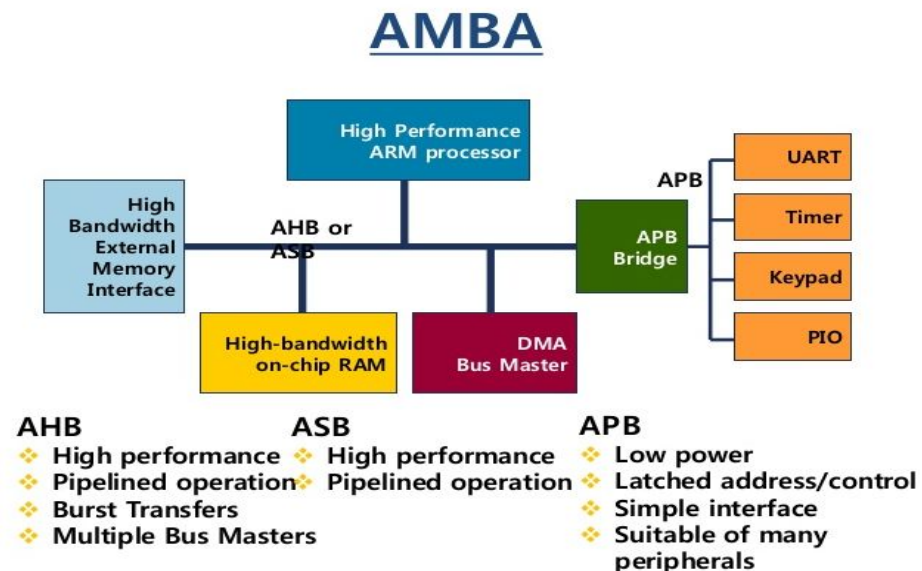 AMBA
High Performance
ARM processor
High
Bandwidth
External
Memory
Interface
AHB or
ASB
APB
Bridge
APB
UART
Timer
Keypad
PIO
High-bandwidth
on-chip RAM
DMA
Bus Master
AHB
High performance
Pipelined operation
Burst Transfers
Multiple Bus Masters
ASB
High performance
Pipelined operation
APB
Low power
Latched address/control
Simple interface
Suitable of many
peripherals